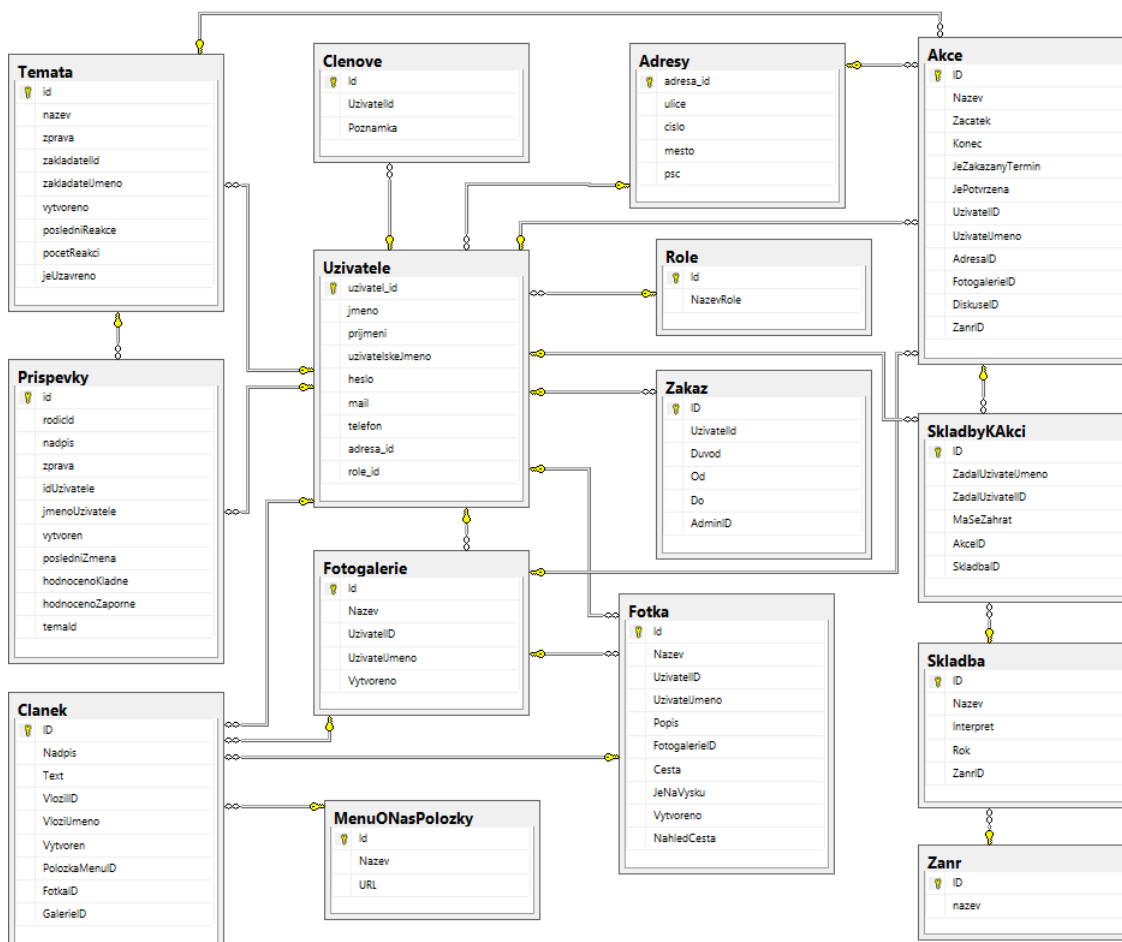 Temata
id
nazev
zprava
zakladatelId
zakladatelJmeno
vytvoreno
posledniReakce
pocetReakci
jeUzavreno
Clenove
Id
UzivatelId
Poznamka
Adresy
adresa_id
ulice
cislo
mesto
psc
Akce
ID
Nazev
Zacatek
Konec
JeZakazanyTermin
JePotvrzena
UzivatelID
UzivatelJmeno
AdresaID
FotogalerieID
DiskuseID
ZanrID
Uzivatele
uzivatel_id
jmeno
prijmeni
uzivatelskeJmeno
heslo
mail
telefon
adresa_id
role_id
Role
Id
NazevRole
Prispevky
id
rodicId
nadpis
zprava
idUzivatele
jmenoUzivatele
vytvoren
posledniZmena
hodnocenoKladne
hodnocenoZaporne
temaId
Zakaz
ID
UzivatelId
Duvod
Od
Do
AdminID
SkladbyKAkci
ID
ZadalUzivatelJmeno
ZadalUzivatelID
MaSeZahrat
AkceID
SkladbaID
Fotogalerie
Id
Nazev
UzivatelID
UzivatelJmeno
Vytvoreno
Fotka
Id
Nazev
UzivatelID
UzivatelJmeno
Popis
FotogalerieID
Cesta
JeNaVysku
Vytvoreno
NahledCesta
Skladba
ID
Nazev
Interpret
Rok
ZanrID
Clanek
ID
Nadpis
Text
VlozilID
VlozilJmeno
Vytvoren
PolozkaMenuID
FotkaID
GalerieID
MenuONasPolozky
Id
Nazev
URL
Zanr
ID
nazev